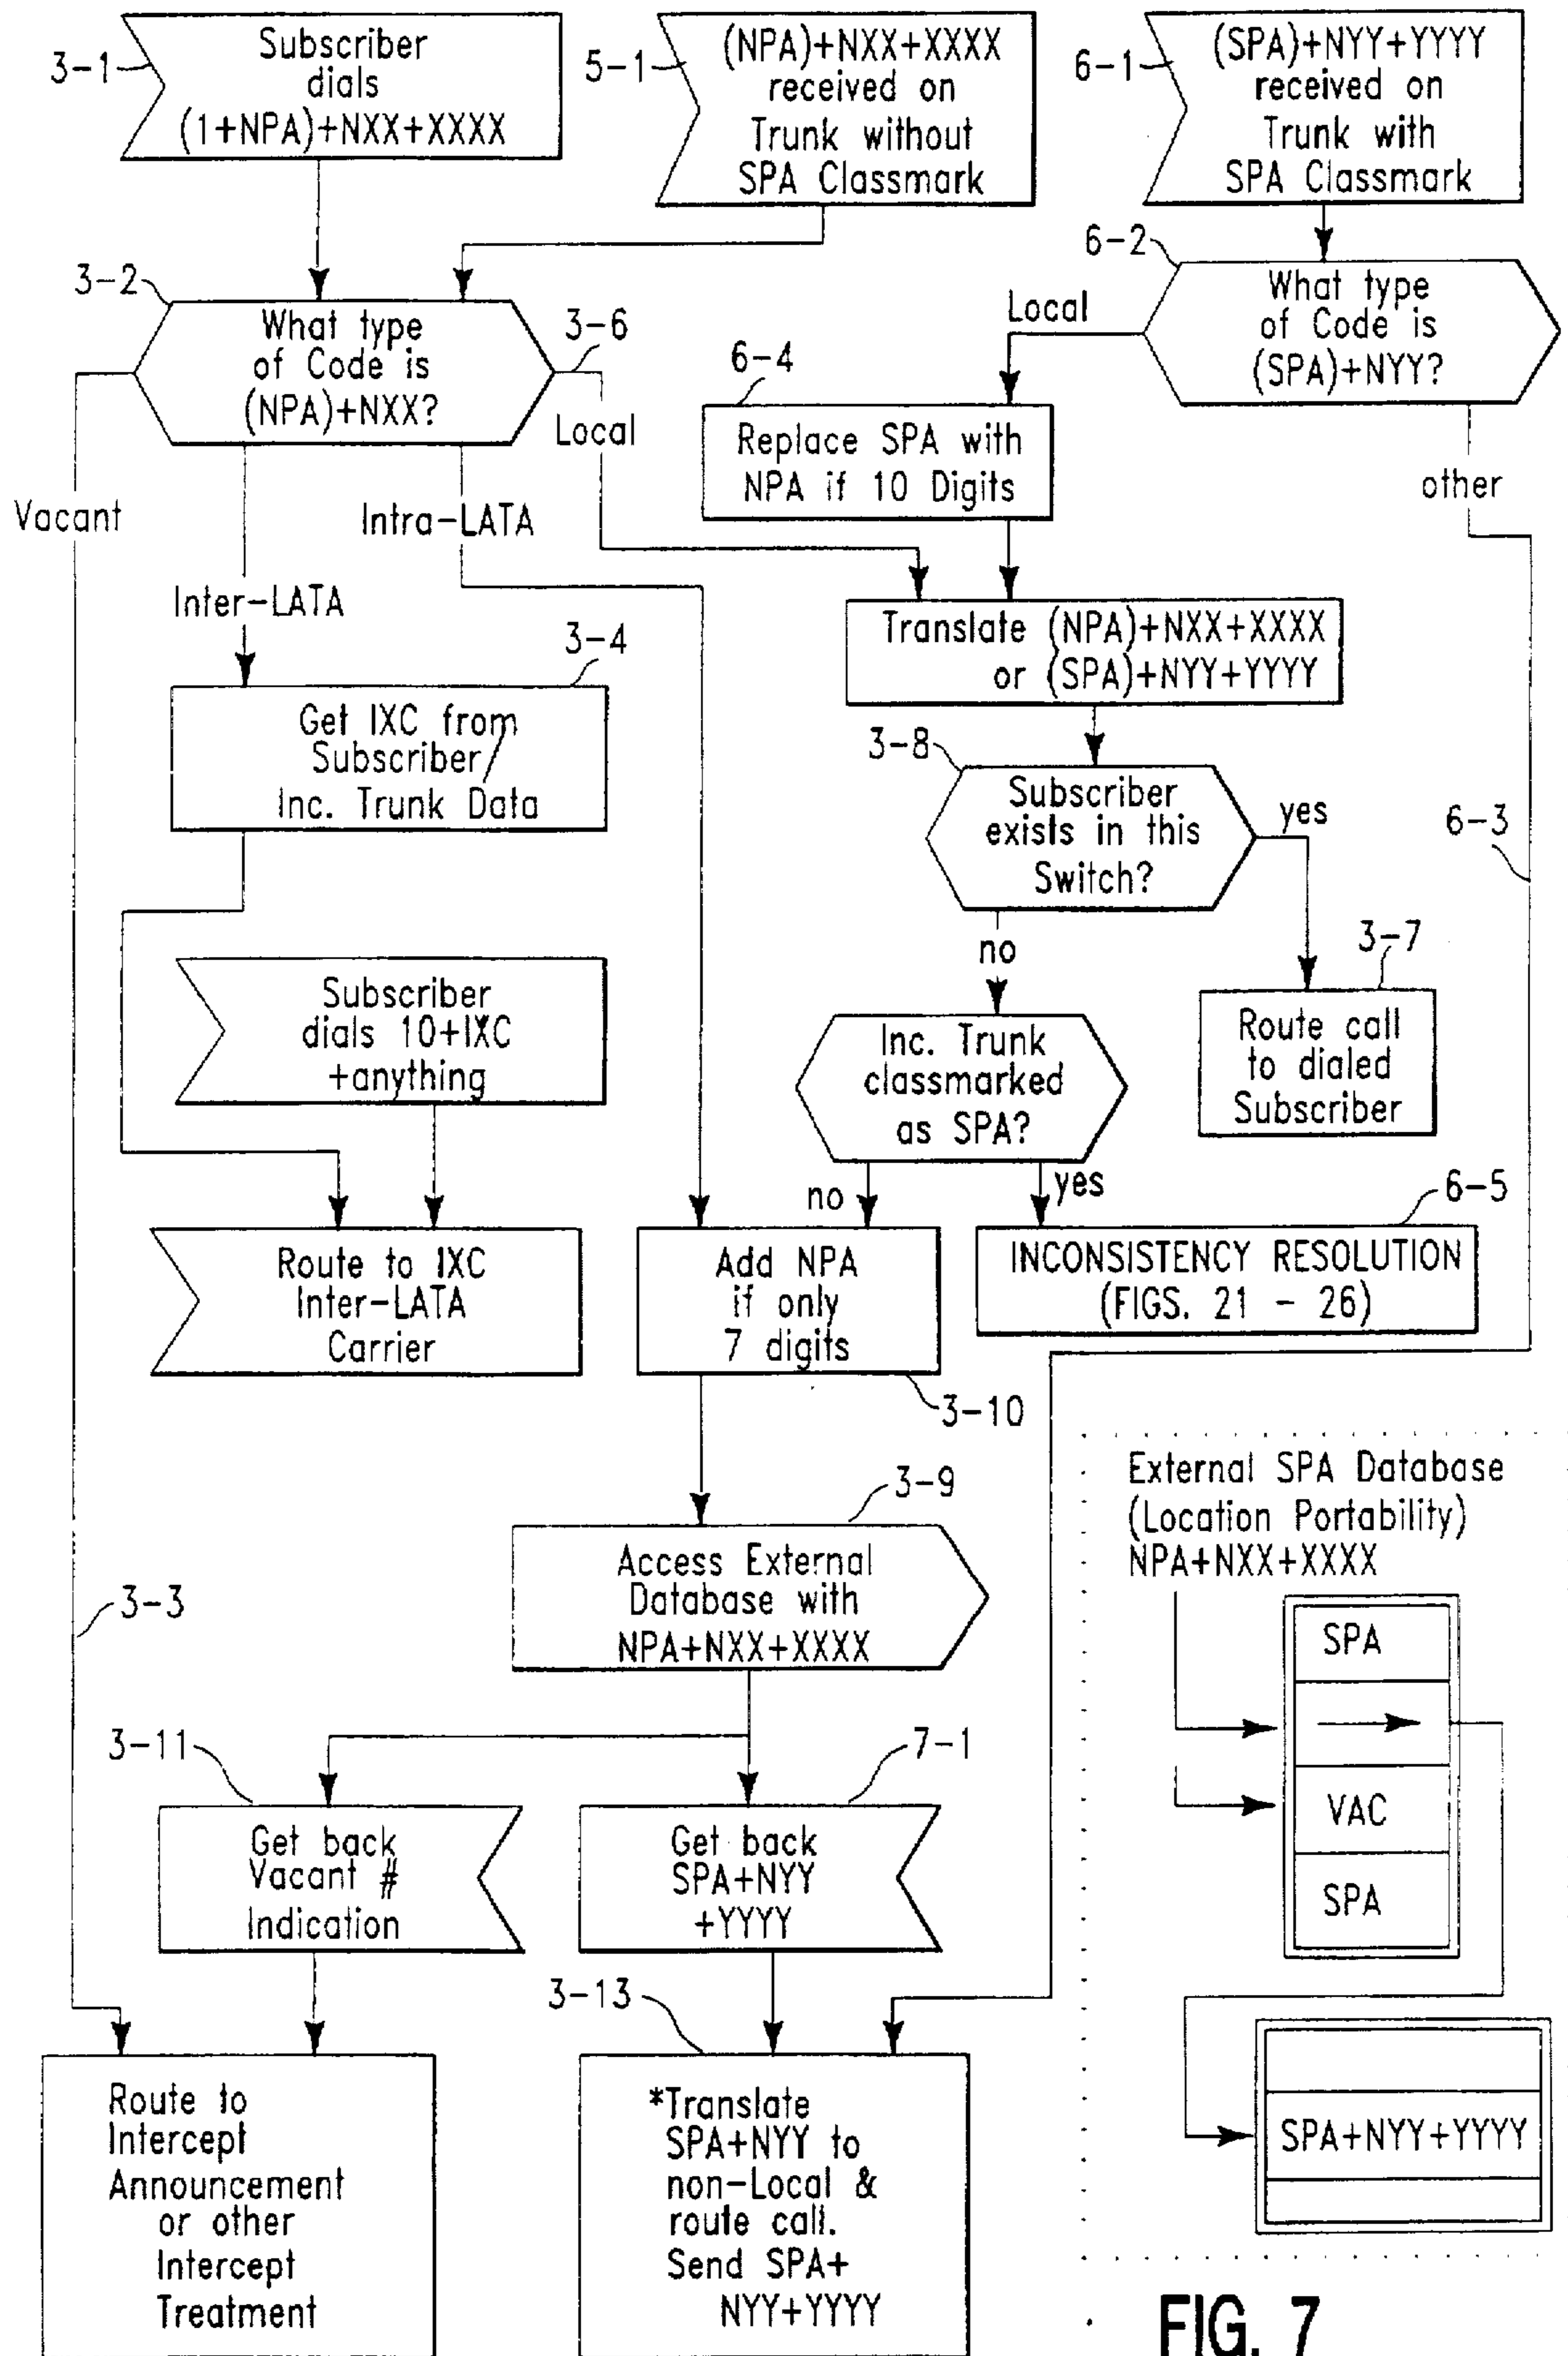 3-1
Subscriber
dials
(1+NPA)+NXX+XXXX
5-1
(NPA)+NXX+XXXX
received on
Trunk without
SPA Classmark
6-1
(SPA)+NYY+YYYY
received on
Trunk with
SPA Classmark
3-2
What type
of Code is
(NPA)+NXX?
3-6
Local
6-2
What type
of Code is
(SPA)+NYY?
Local
6-4
Replace SPA with
NPA if 10 Digits
other
Vacant
Intra-LATA
Inter-LATA
Translate (NPA)+NXX+XXXX
or (SPA)+NYY+YYYY
3-4
Get IXC from
Subscriber/
Inc. Trunk Data
3-8
Subscriber
exists in this
Switch?
yes
6-3
no
3-7
Route call
to dialed
Subscriber
Subscriber
dials 10+IXC
+anything
Inc. Trunk
classmarked
as SPA?
no
yes
6-5
Route to IXC
Inter-LATA
Carrier
Add NPA
if only
7 digits
3-10
INCONSISTENCY RESOLUTION
(FIGS. 21 - 26)
3-9
Access External
Database with
NPA+NXX+XXXX
3-3
External SPA Database
(Location Portability)
NPA+NXX+XXXX
SPA
VAC
SPA
SPA+NYY+YYYY
3-11
Get back
Vacant #
Indication
7-1
Get back
SPA+NYY
+YYYY
3-13
Route to
Intercept
Announcement
or other
Intercept
Treatment
*Translate
SPA+NYY to
non-Local &
route call.
Send SPA+
NYY+YYYY
FIG. 7